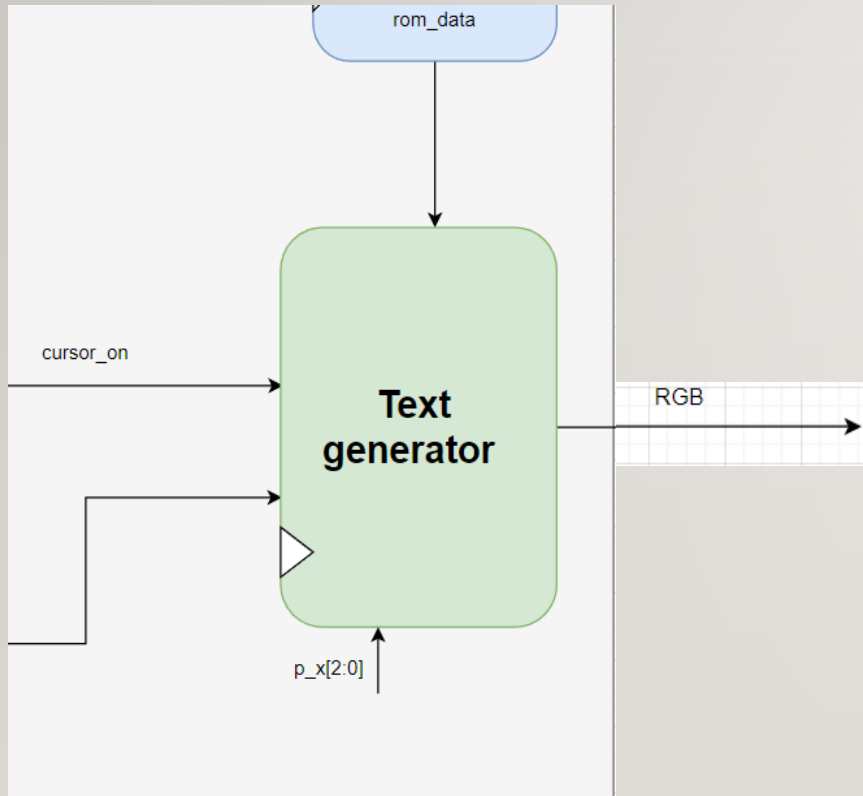 rom_data
cursor_on
Text
generator
RGB
p_x[2:0]